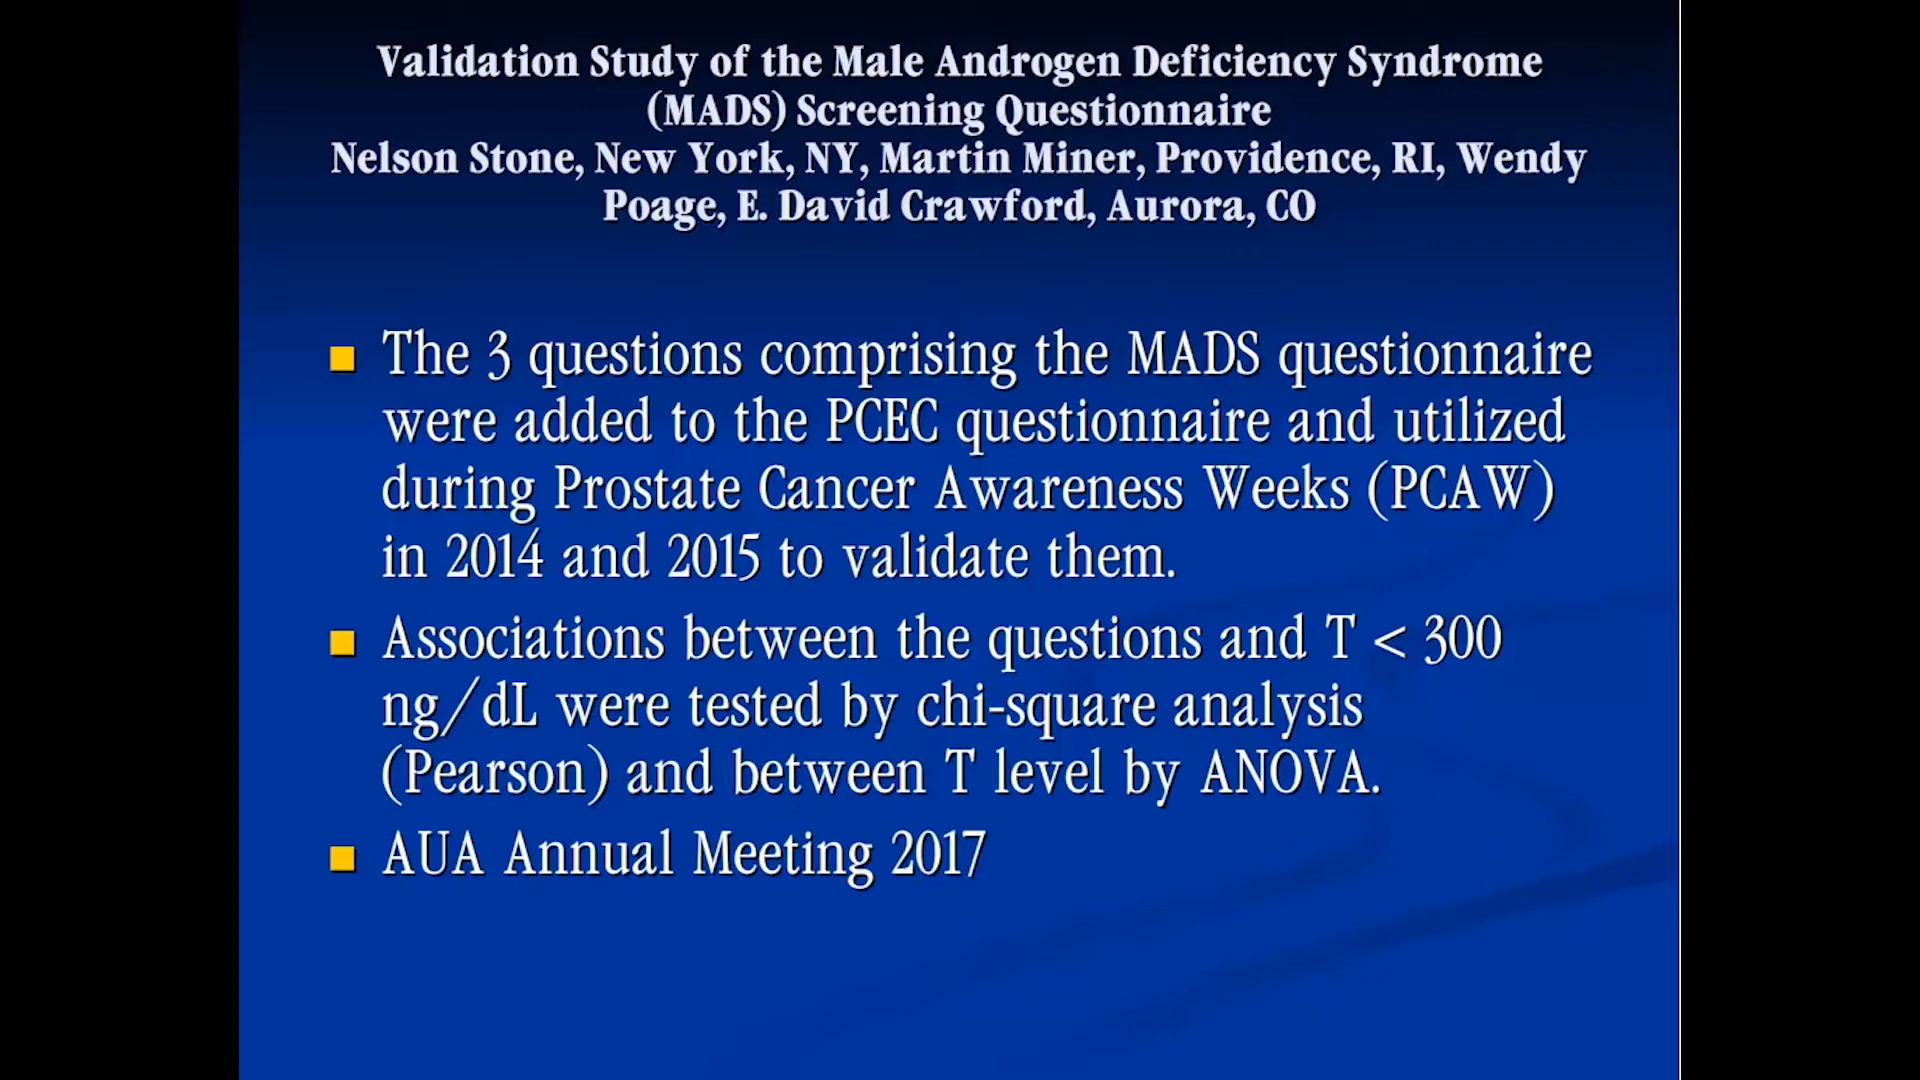 Validation Study of the Male Androgen Deficiency Syndrome
(MADS) Screening Questionnaire
Nelson Stone, New York, NY, Martin Miner, Providence, RI, Wendy
Poage, E. David Crawford, Aurora, CO
The 3 questions comprising the MADS questionnaire
were added to the PCEC questionnaire and utilized
during Prostate Cancer Awareness Weeks (PCAW)
in 2014 and 2015 to validate them.
Associations between the questions and T < 300
ng/dL were tested by chi-square analysis
(Pearson) and between T level by ANOVA.
AUA Annual Meeting 2017